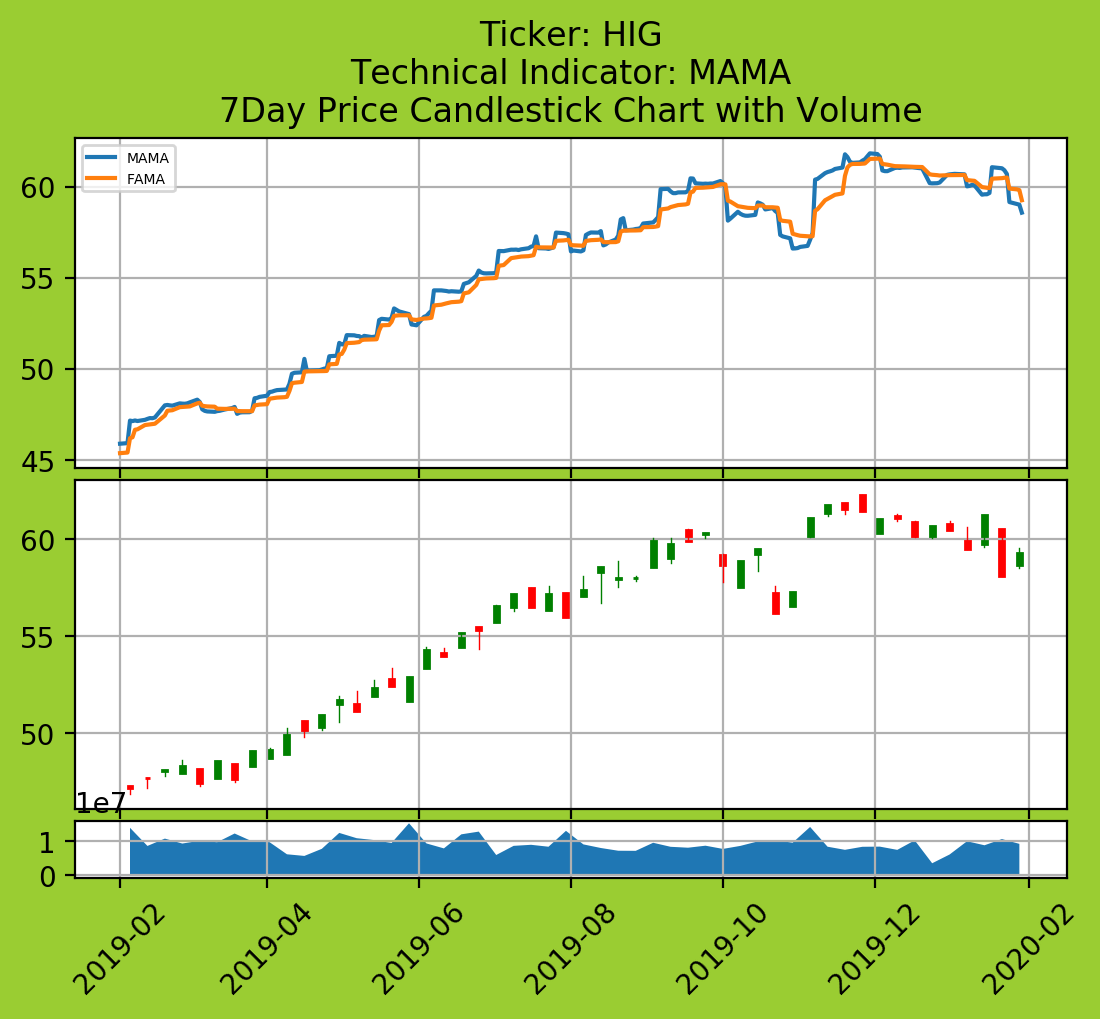 Ticker: HIG
Technical Indicator: MAMA
7Day Price Candlestick Chart with Volume
MAMA
FAMA
60
55
50
45
60
55
50
1e7
1
0
2019-02
2019-04
2019-06
2019-08
2019-10
2019-12
2020-02